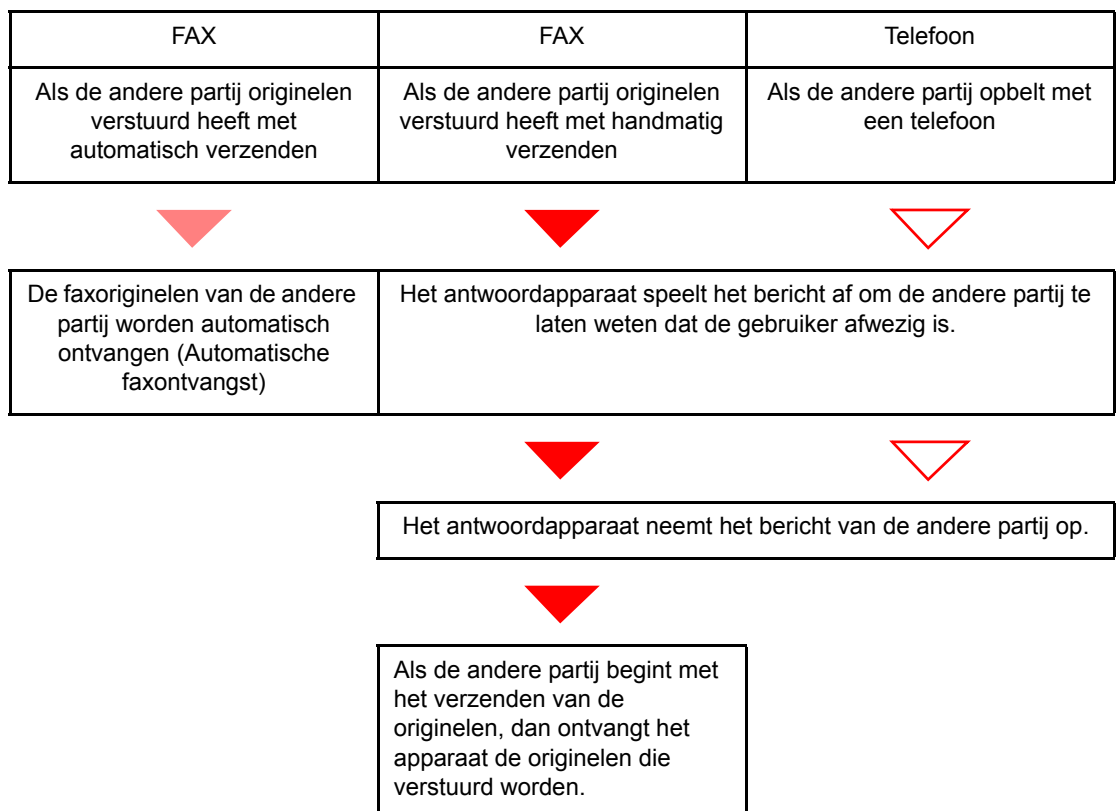 FAX
FAX
Telefoon
Als de andere partij originelen
verstuurd heeft met
automatisch verzenden
Als de andere partij originelen
verstuurd heeft met handmatig
verzenden
Als de andere partij opbelt met
een telefoon
De faxoriginelen van de andere
partij worden automatisch
ontvangen (Automatische
faxontvangst)
Het antwoordapparaat speelt het bericht af om de andere partij te
laten weten dat de gebruiker afwezig is.
Het antwoordapparaat neemt het bericht van de andere partij op.
Als de andere partij begint met
het verzenden van de
originelen, dan ontvangt het
apparaat de originelen die
verstuurd worden.